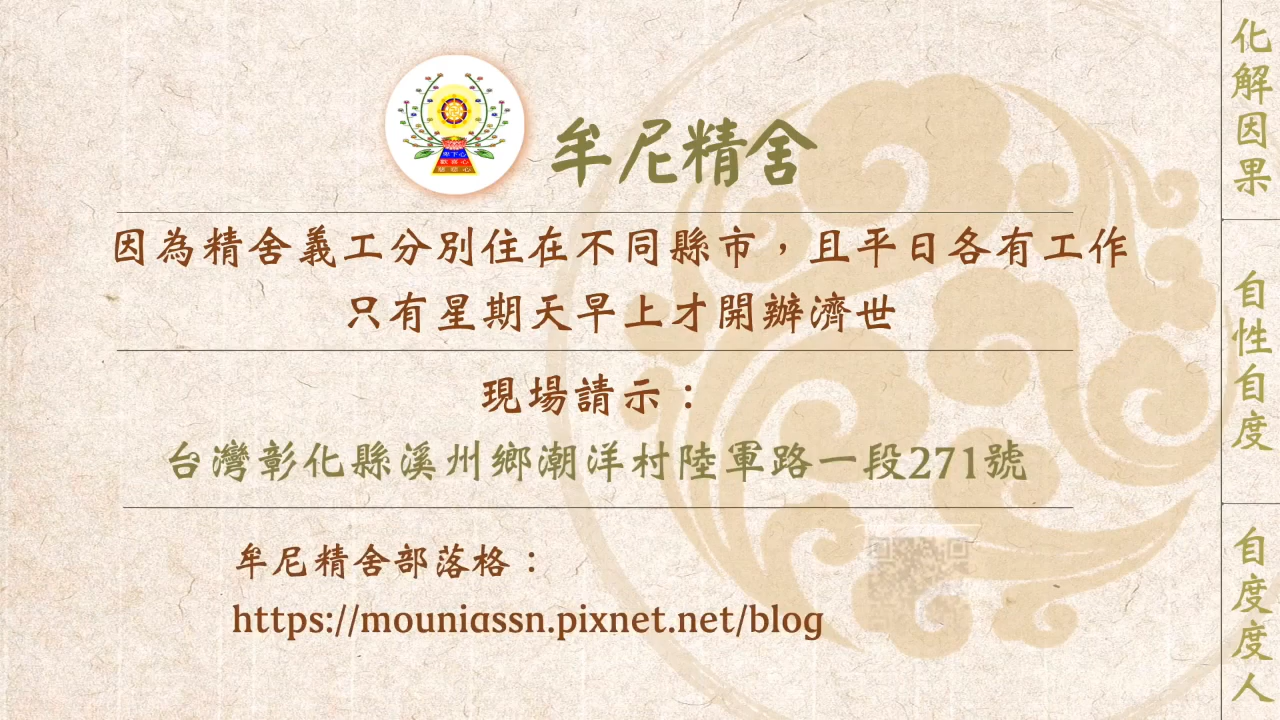 牟尼精舍
因為精舍義工分別住在不同縣市，且平日各有工作
只有星期天早上才開辦濟世
現場請示：
台灣彰化縣溪州鄉潮洋村陸軍路一段271號
牟尼精舍部落格：
https://mouniassn.pixnet.net/blog
化解因果
自性自度
自度度人